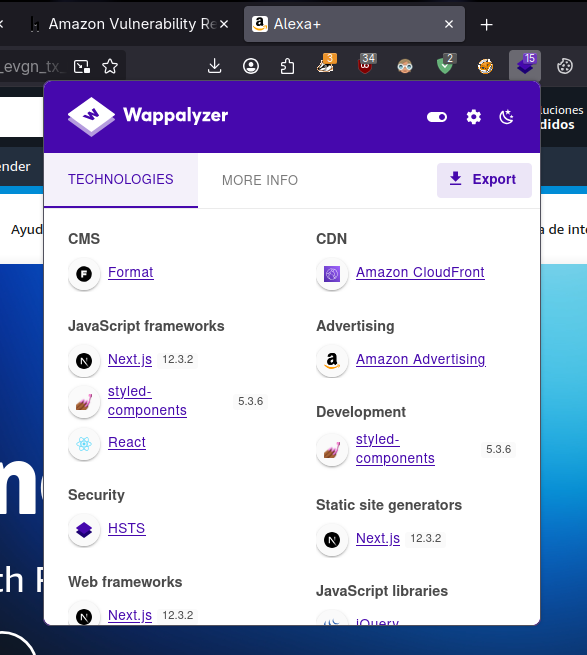 Amazon Vulnerability Re
Alexa+
_evgn_tx_
3
34
2
15
Wappalyzer
luciones
didos
nder
TECHNOLOGIES
MORE INFO
Export
Ayud
a de inte
CMS
Format
JavaScript frameworks
Next.js 12.3.2
styled-
components 5.3.6
React
Security
HSTS
Web frameworks
Next.js 12.3.2
CDN
Amazon CloudFront
Advertising
Amazon Advertising
Development
styled-
components 5.3.6
Static site generators
Next.js 12.3.2
JavaScript libraries
jQuery
th